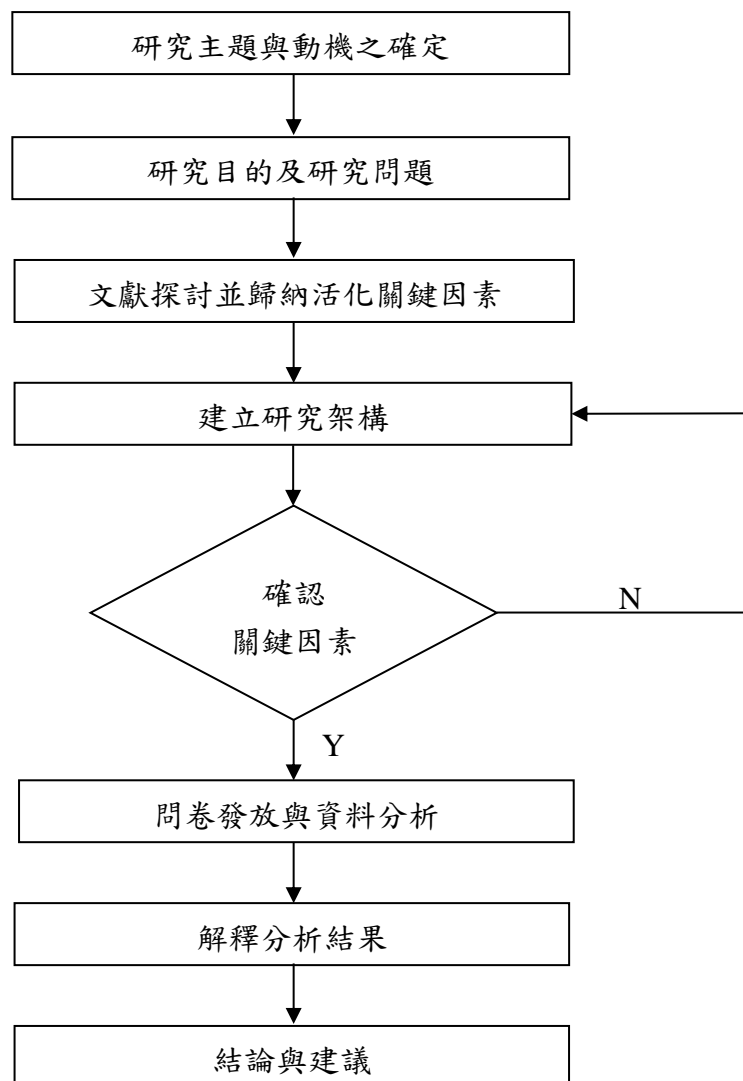 研究主題與動機之確定
研究目的及研究問題
文獻探討並歸納活化關鍵因素
建立研究架構
確認
關鍵因素
N
Y
問卷發放與資料分析
解釋分析結果
結論與建議